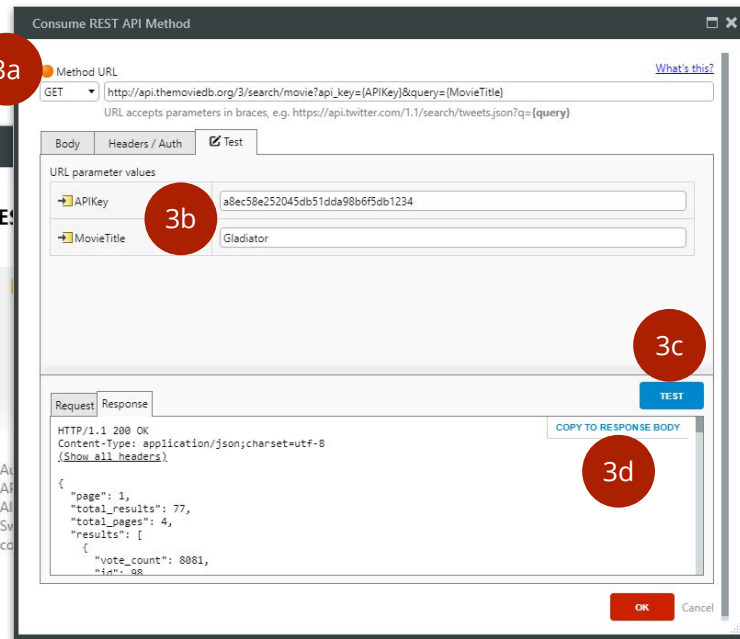 Consume REST API Method
3a
Method URL
What's this?
GET http://api.themoviedb.org/3/search/movie?api_key={APIKey}&query={MovieTitle}
URL accepts parameters in braces, e.g. https://api.twitter.com/1.1/search/tweets.json?q={query}
Body Headers / Auth Test
URL parameter values
APIKey a8ec58e252045db51dda98b6f5db1234
3b
MovieTitle Gladiator
3c
TEST
Request Response
COPY TO RESPONSE BODY
HTTP/1.1 200 OK
Content-Type: application/json;charset=utf-8
(Show all headers)
3d
{
"page": 1,
"total_results": 77,
"total_pages": 4,
"results": [
{
"vote_count": 8081,
"id": 98
OK Cancel